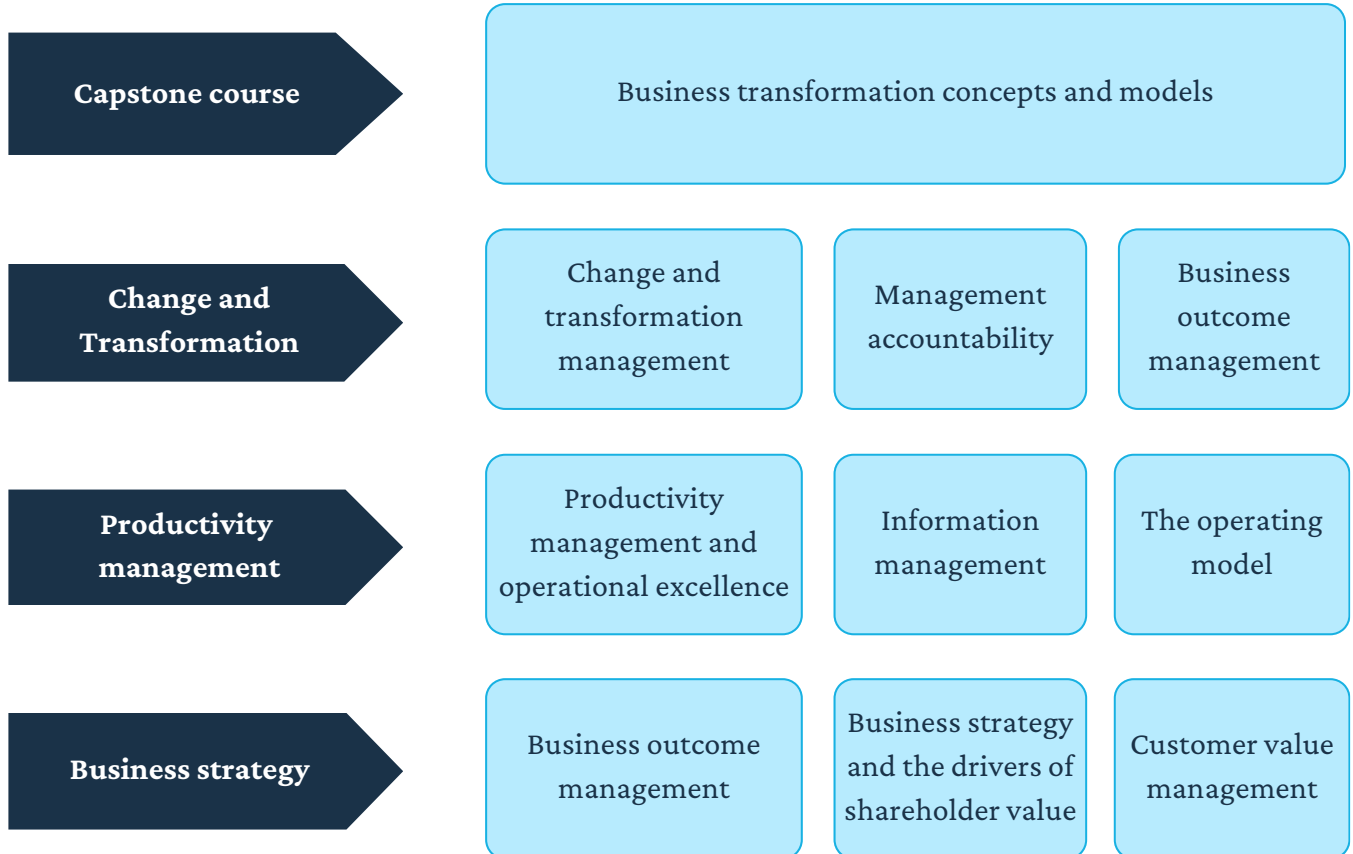 Capstone course
Business transformation concepts and models
Change and
Transformation
Change and
transformation
management
Management
accountability
Business
outcome
management
Productivity
management
Productivity
management and
operational excellence
Information
management
The operating
model
Business strategy
Business outcome
management
Business strategy
and the drivers of
shareholder value
Customer value
management